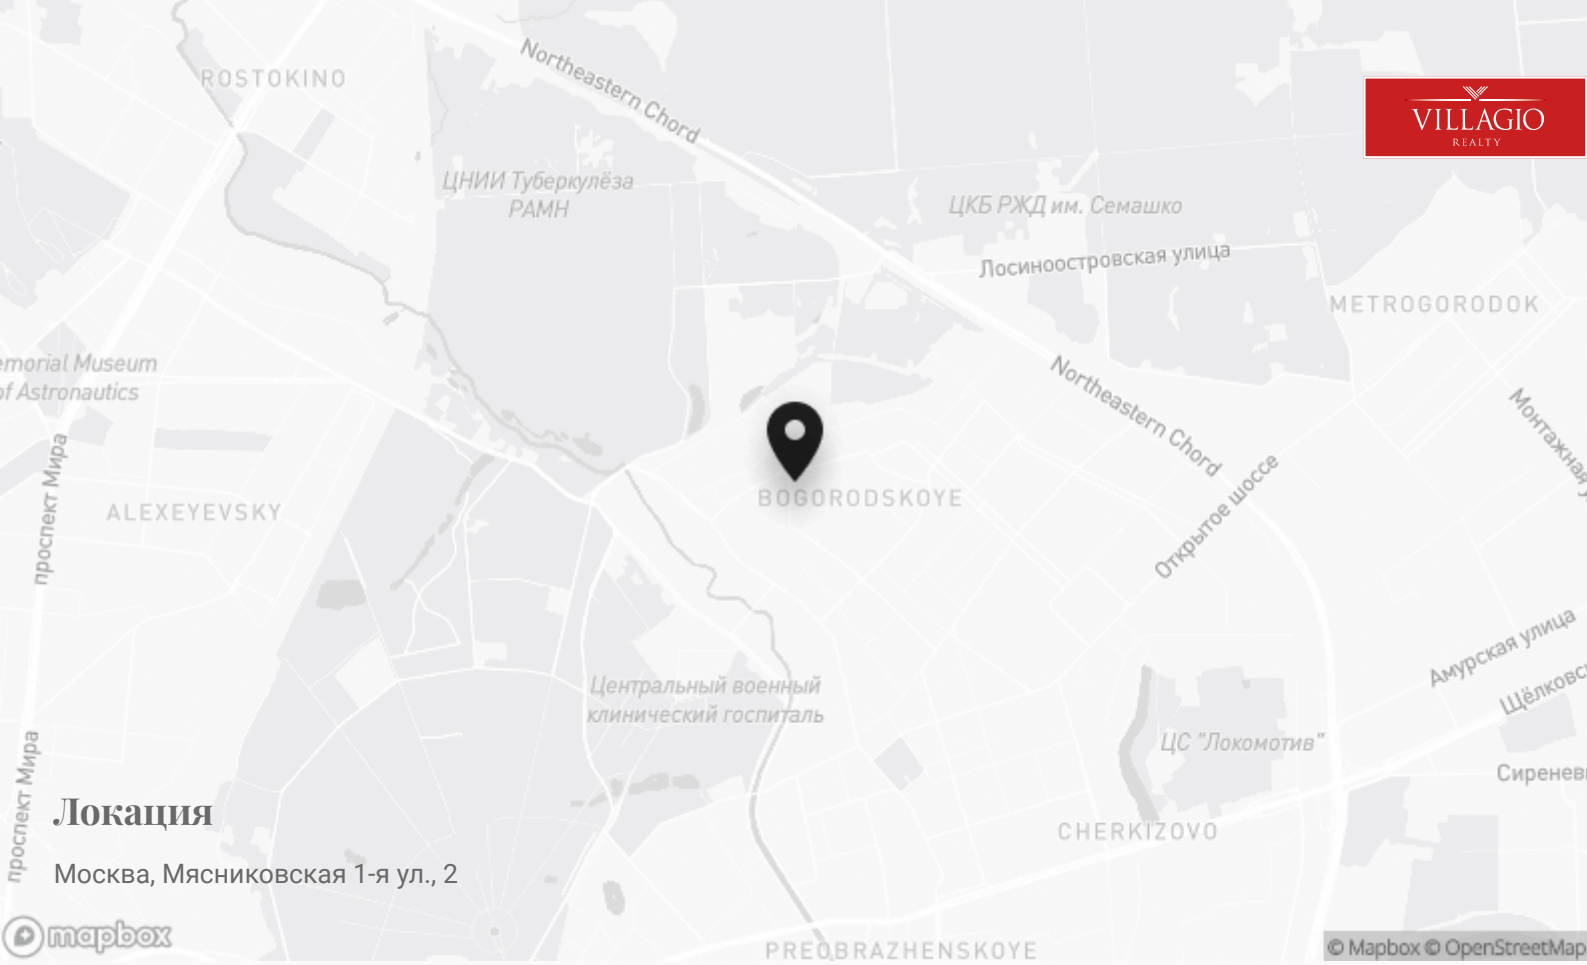 Northeastern Chord
ROSTOKINO
VILLAGIO
REALTY
ЦНИИ Туберкулёза
РАМН
ЦКБ РЖД им. Семашко
Лосиноостровская улица
METROGORODOK
emorial Museum
of Astronautics
Northeastern Chord
Монтажная у
проспект Мира
Открытое шоссе
BOGORODSKOYE
ALEXEYEVSKY
Амурская улица
Щёлковс
Центральный военный
клинический госпиталь
ЦС "Локомотив"
Сиренев
проспект Мира
Локация
CHERKIZOVO
Москва, Мясниковская 1-я ул., 2
mapbox
PREOBRAZHENSKOYE
© Mapbox © OpenStreetMap